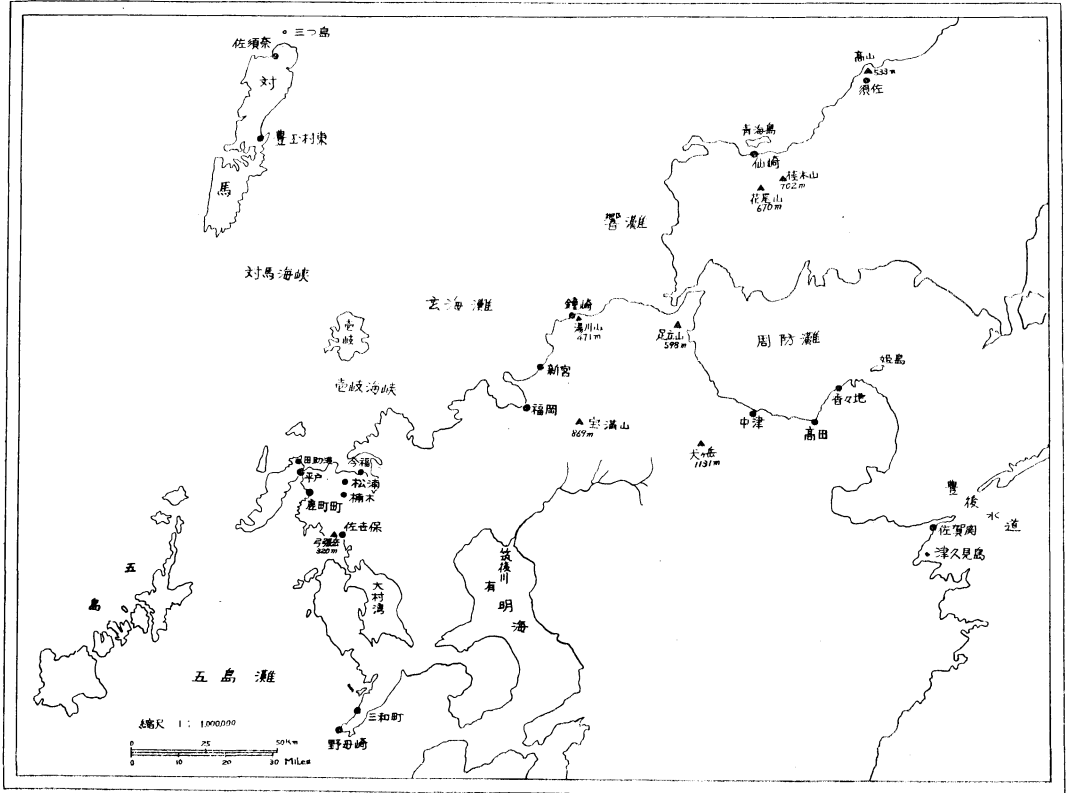 三つ島
佐須奈
対
豊玉村東
馬
高山
533m
須佐
青海島
仙崎
桂木山
702m
花尾山
670m
響灘
対馬海峡
玄海灘
鐘崎
湯川山
471m
足立山
598m
周防灘
姫島
壱
岐
壱岐海峡
新宮
福岡
香々地
中津
高田
宝満山
869m
犬ヶ岳
1131m
田助港
平戸
今福
松浦
楠木
鹿町町
佐世保
弓張岳
320m
豊
後
水
道
佐賀関
津久見島
筑後川
有
明
海
大村湾
五
島
五島灘
三和町
野母崎
縮尺 1: 1,000,000
0 25 50Km
0 10 20 30 Miles